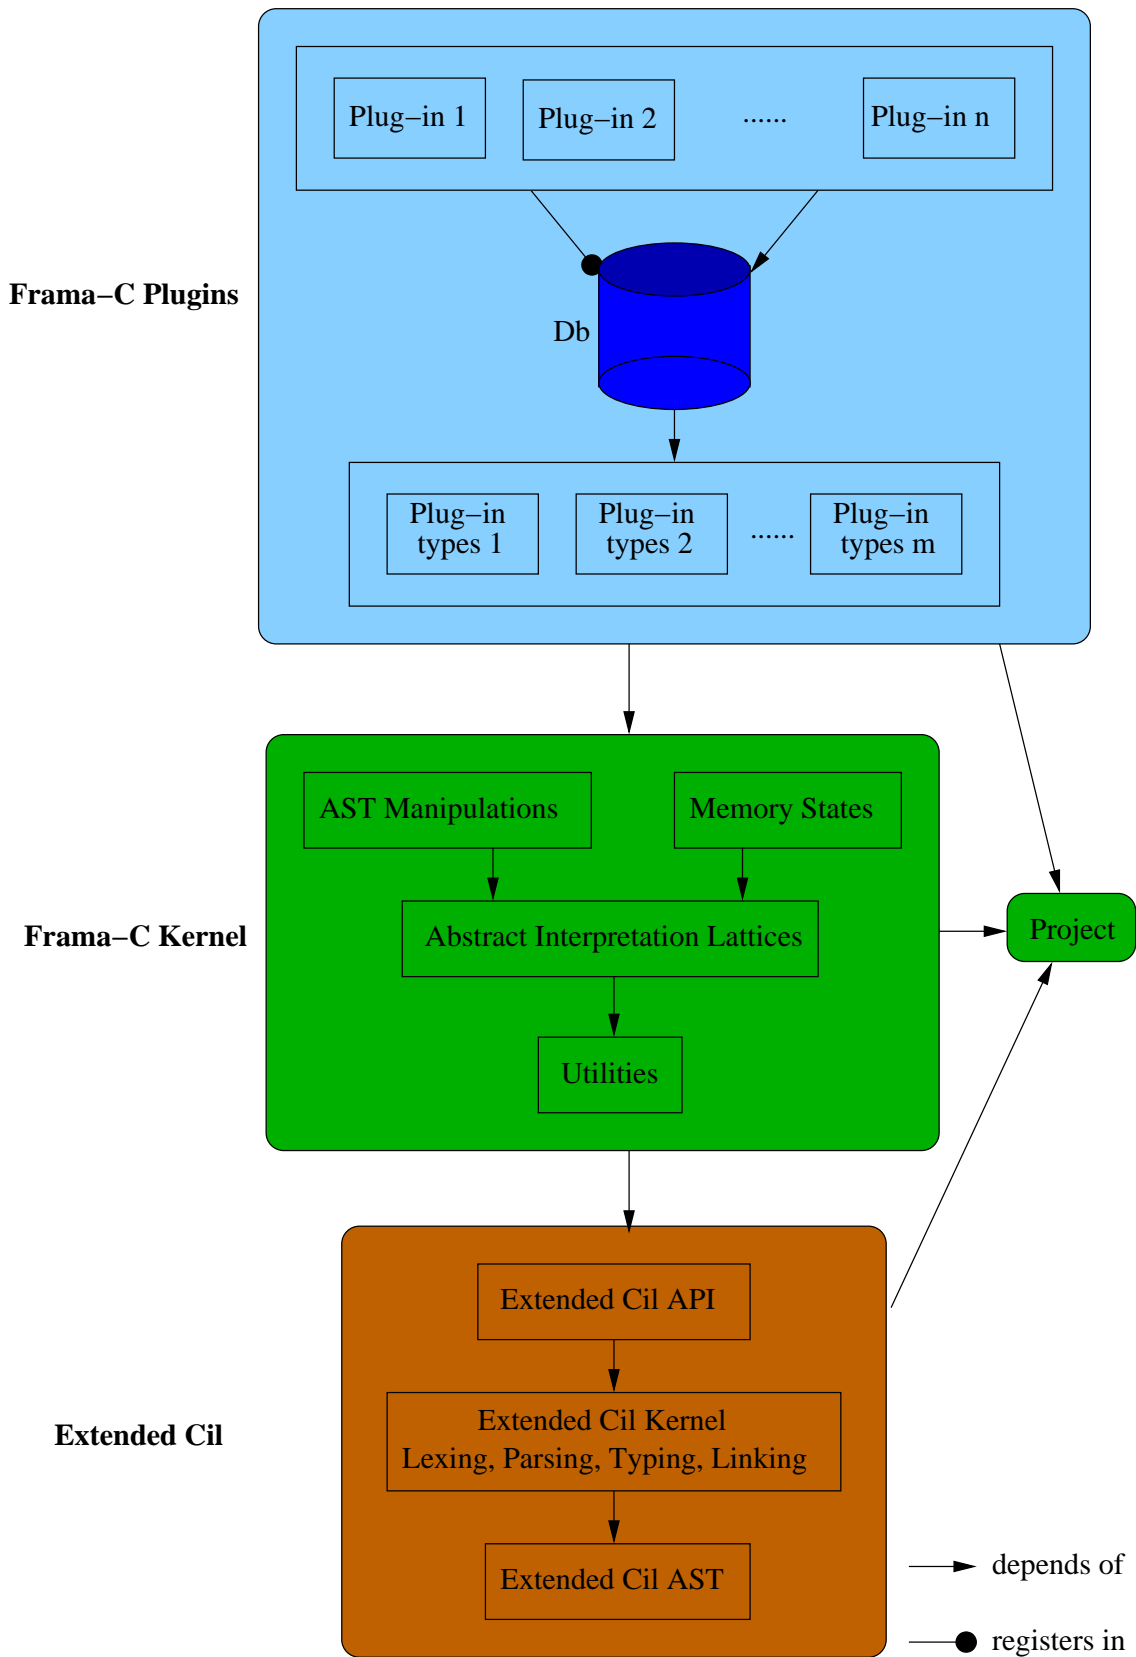 Plug−in 1
Plug−in 2
......
Plug−in n
Frama−C Plugins
Db
Plug−in
types 1
Plug−in
types 2
......
Plug−in
types m
AST Manipulations
Memory States
Frama−C Kernel
Abstract Interpretation Lattices
Project
Utilities
Extended Cil API
Extended Cil
Extended Cil Kernel
Lexing, Parsing, Typing, Linking
Extended Cil AST
depends of
registers in